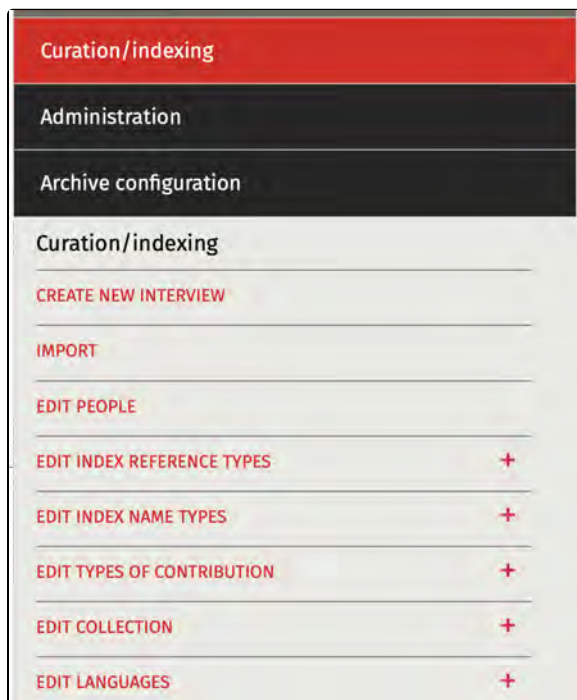 Curation/indexing
Administration
Archive configuration
Curation/indexing
CREATE NEW INTERVIEW
IMPORT
EDIT PEOPLE
EDIT INDEX REFERENCE TYPES +
EDIT INDEX NAME TYPES +
EDIT TYPES OF CONTRIBUTION +
EDIT COLLECTION +
EDIT LANGUAGES +